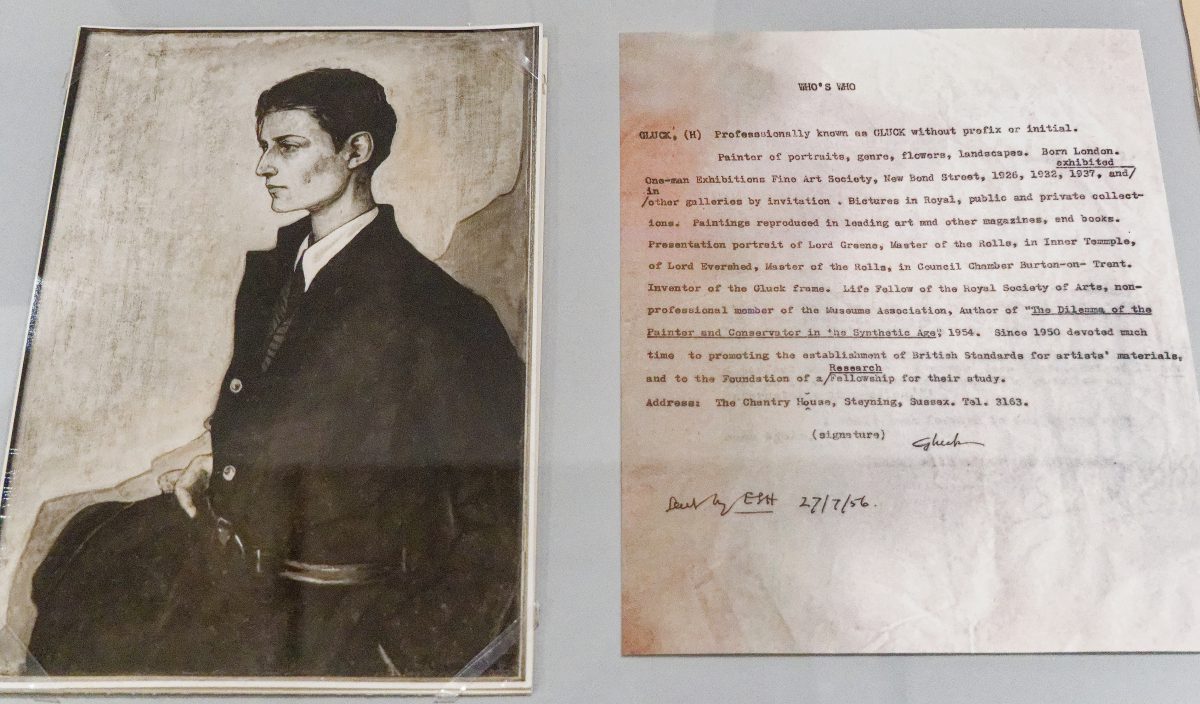 WHO'S WHO
GLUCK, (H) Professionally known as GLUCK without prefix or initial.
Painter of portraits, genre, flowers, landscapes. Born London.
exhibited
One-man Exhibitions Fine Art Society, New Bond Street, 1926, 1932, 1937, and/
in
/other galleries by invitation . Bictures in Royal, public and private collect-
ions. Paintings reproduced in leading art and other magazines, and books.
Presentation portrait of Lord Greene, Master of the Rolls, in Inner Temmple,
of Lord Evershed, Master of the Rolls, in Council Chamber Burton-on- Trent.
Inventor of the Gluck frame. Life Fellow of the Royal Society of Arts, non-
professional member of the Museums Association, Author of "The Dilemma of the
Painter and Conservator in the Synthetic Age", 1954. Since 1950 devoted much
time to promoting the establishment of British Standards for artists' materials,
Research
and to the Foundation of a/Fellowship for their study.
Address: The Chantry House, Steyning, Sussex. Tel. 3163.
(signature) Gluck
Sent by ESH 27/7/56.